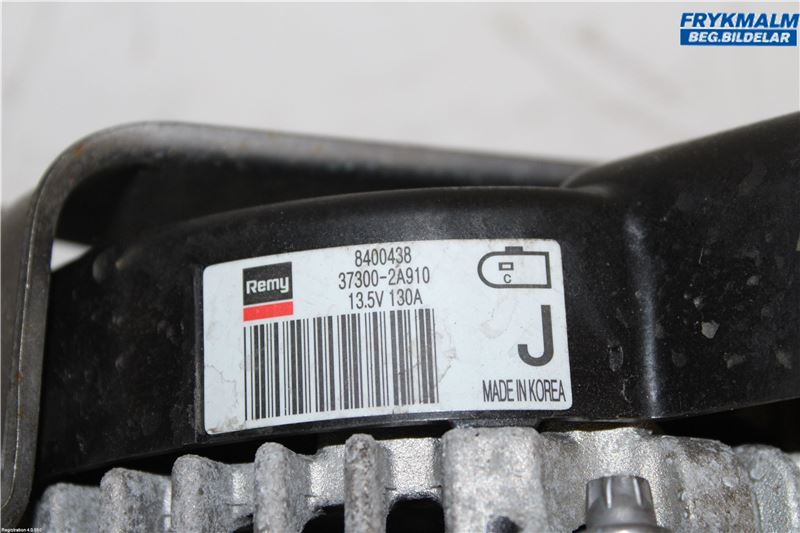 FRYKMALM
BEG.BILDELAR
Remy
8400438
37300-2A910
13.5V 130A
C
J
MADE IN KOREA